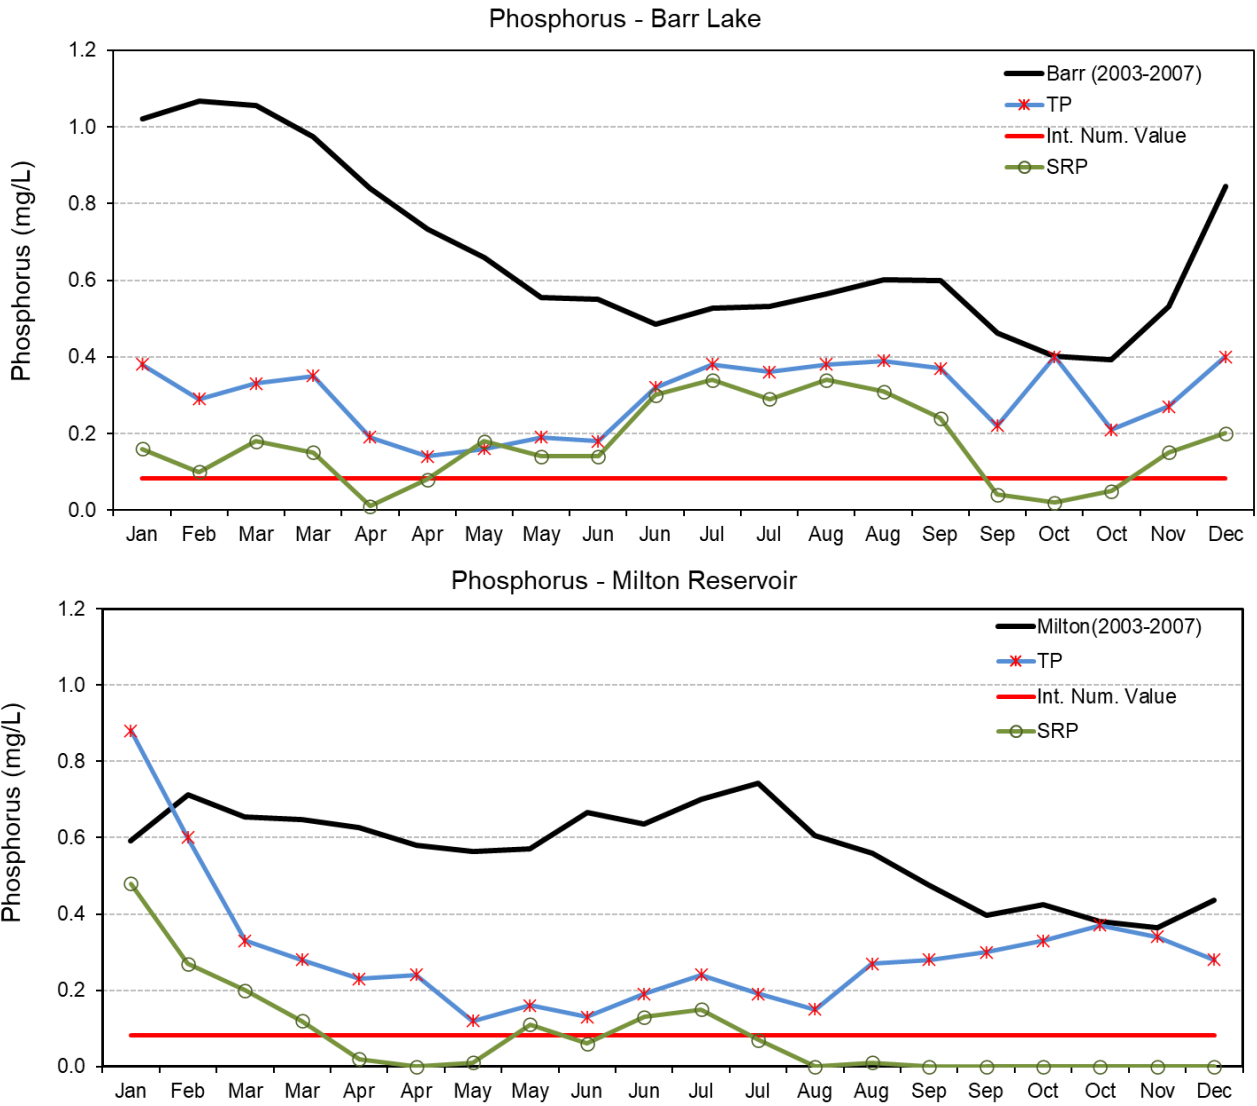 Phosphorus - Barr Lake
Phosphorus (mg/L)
1.2
1.0
0.8
0.6
0.4
0.2
0.0
Barr (2003-2007)
TP
Int. Num. Value
SRP
Jan Feb Mar Mar Apr Apr May May Jun Jun Jul Jul Aug Aug Sep Sep Oct Oct Nov Dec
Phosphorus - Milton Reservoir
Phosphorus (mg/L)
1.2
1.0
0.8
0.6
0.4
0.2
0.0
Milton(2003-2007)
TP
Int. Num. Value
SRP
Jan Feb Mar Mar Apr Apr May May Jun Jun Jul Jul Aug Aug Sep Sep Oct Oct Nov Dec